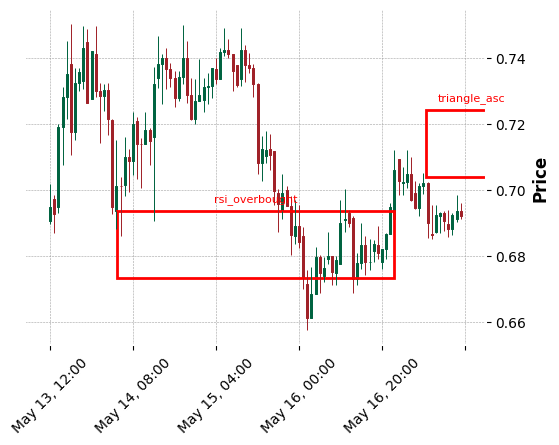 0.74
triangle_asc
0.72
0.70
rsi_overbought
0.68
0.66
Price
May 13, 12:00
May 14, 08:00
May 15, 04:00
May 16, 00:00
May 16, 20:00